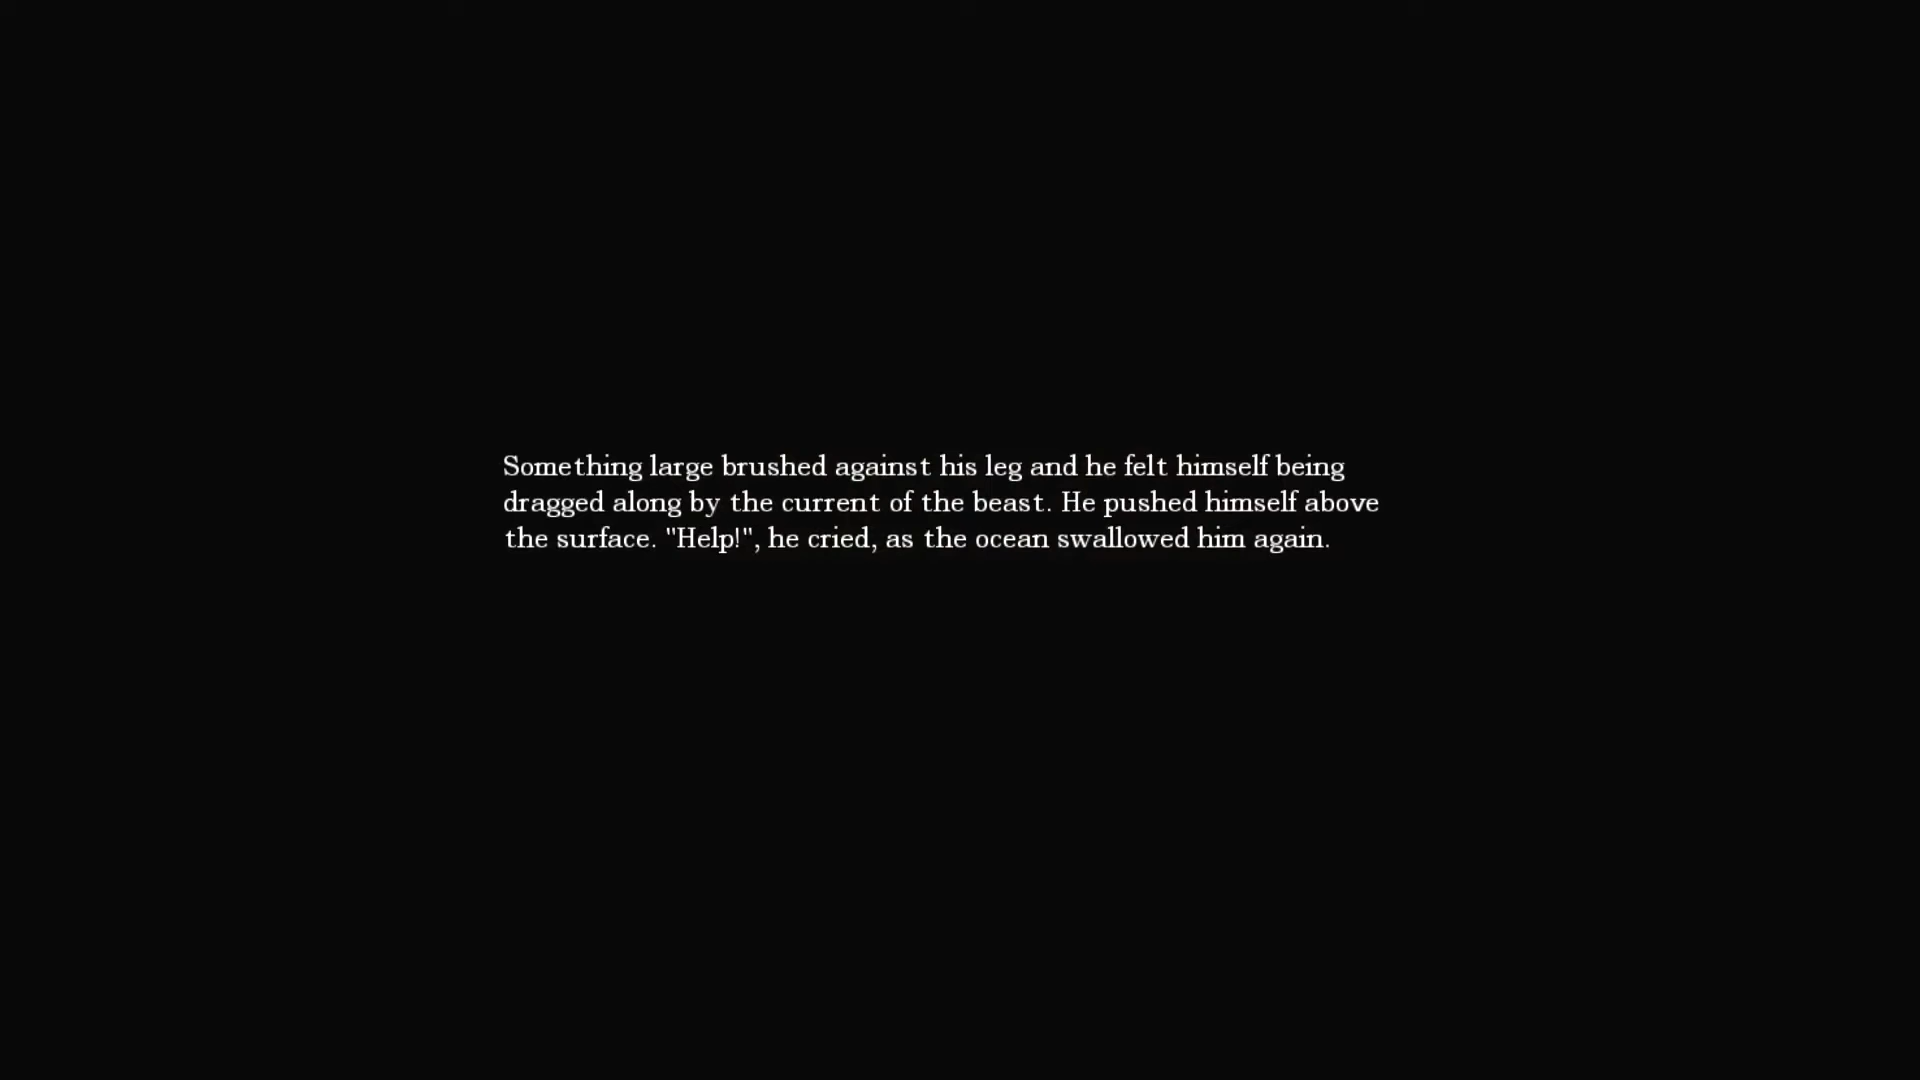 Something large brushed against his leg and he felt himself being
dragged along by the current of the beast. He pushed himself above
the surface. "Help!", he cried, as the ocean swallowed him again.